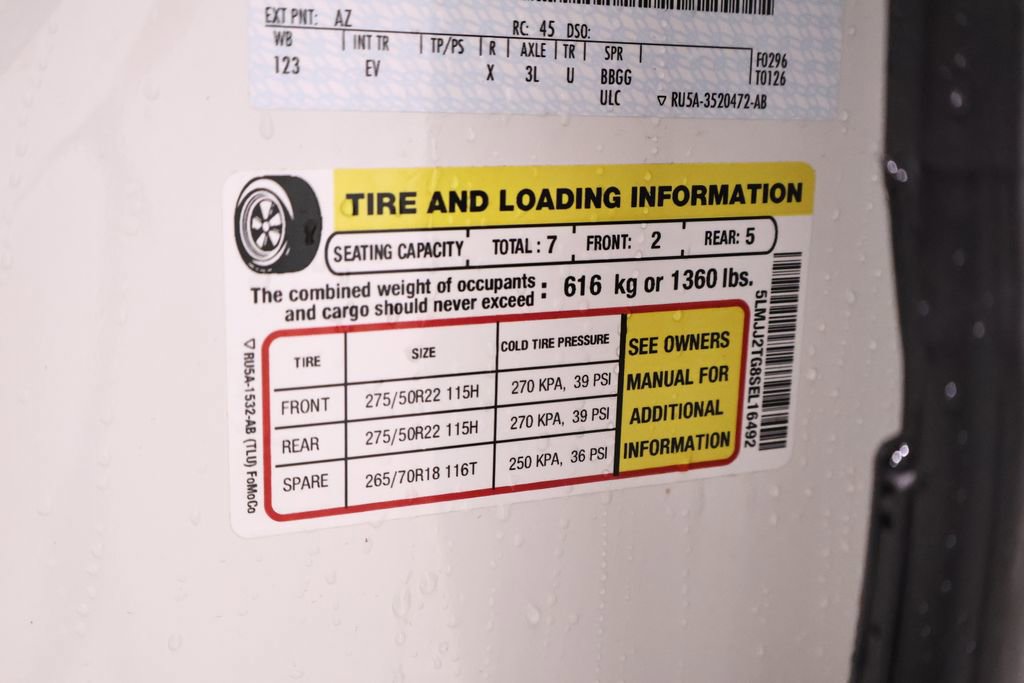 EXT PNT: AZ RC: 45 DSO:
WB | INT TR | TP/PS | R | AXLE | TR | SPR | F0296
123 EV X 3L U BBGG T0126
ULC ▽ RU5A-3520472-AB
TIRE AND LOADING INFORMATION
SEATING CAPACITY TOTAL : 7 FRONT: 2 REAR: 5
The combined weight of occupants
and cargo should never exceed : 616 kg or 1360 lbs.
TIRE SIZE COLD TIRE PRESSURE
FRONT 275/50R22 115H 270 KPA, 39 PSI
REAR 275/50R22 115H 270 KPA, 39 PSI
SPARE 265/70R18 116T 250 KPA, 36 PSI
SEE OWNERS
MANUAL FOR
ADDITIONAL
INFORMATION
▽RU5A-1532-AB (TLU) FoMoCo
5LMJJ2TG8SEL16492